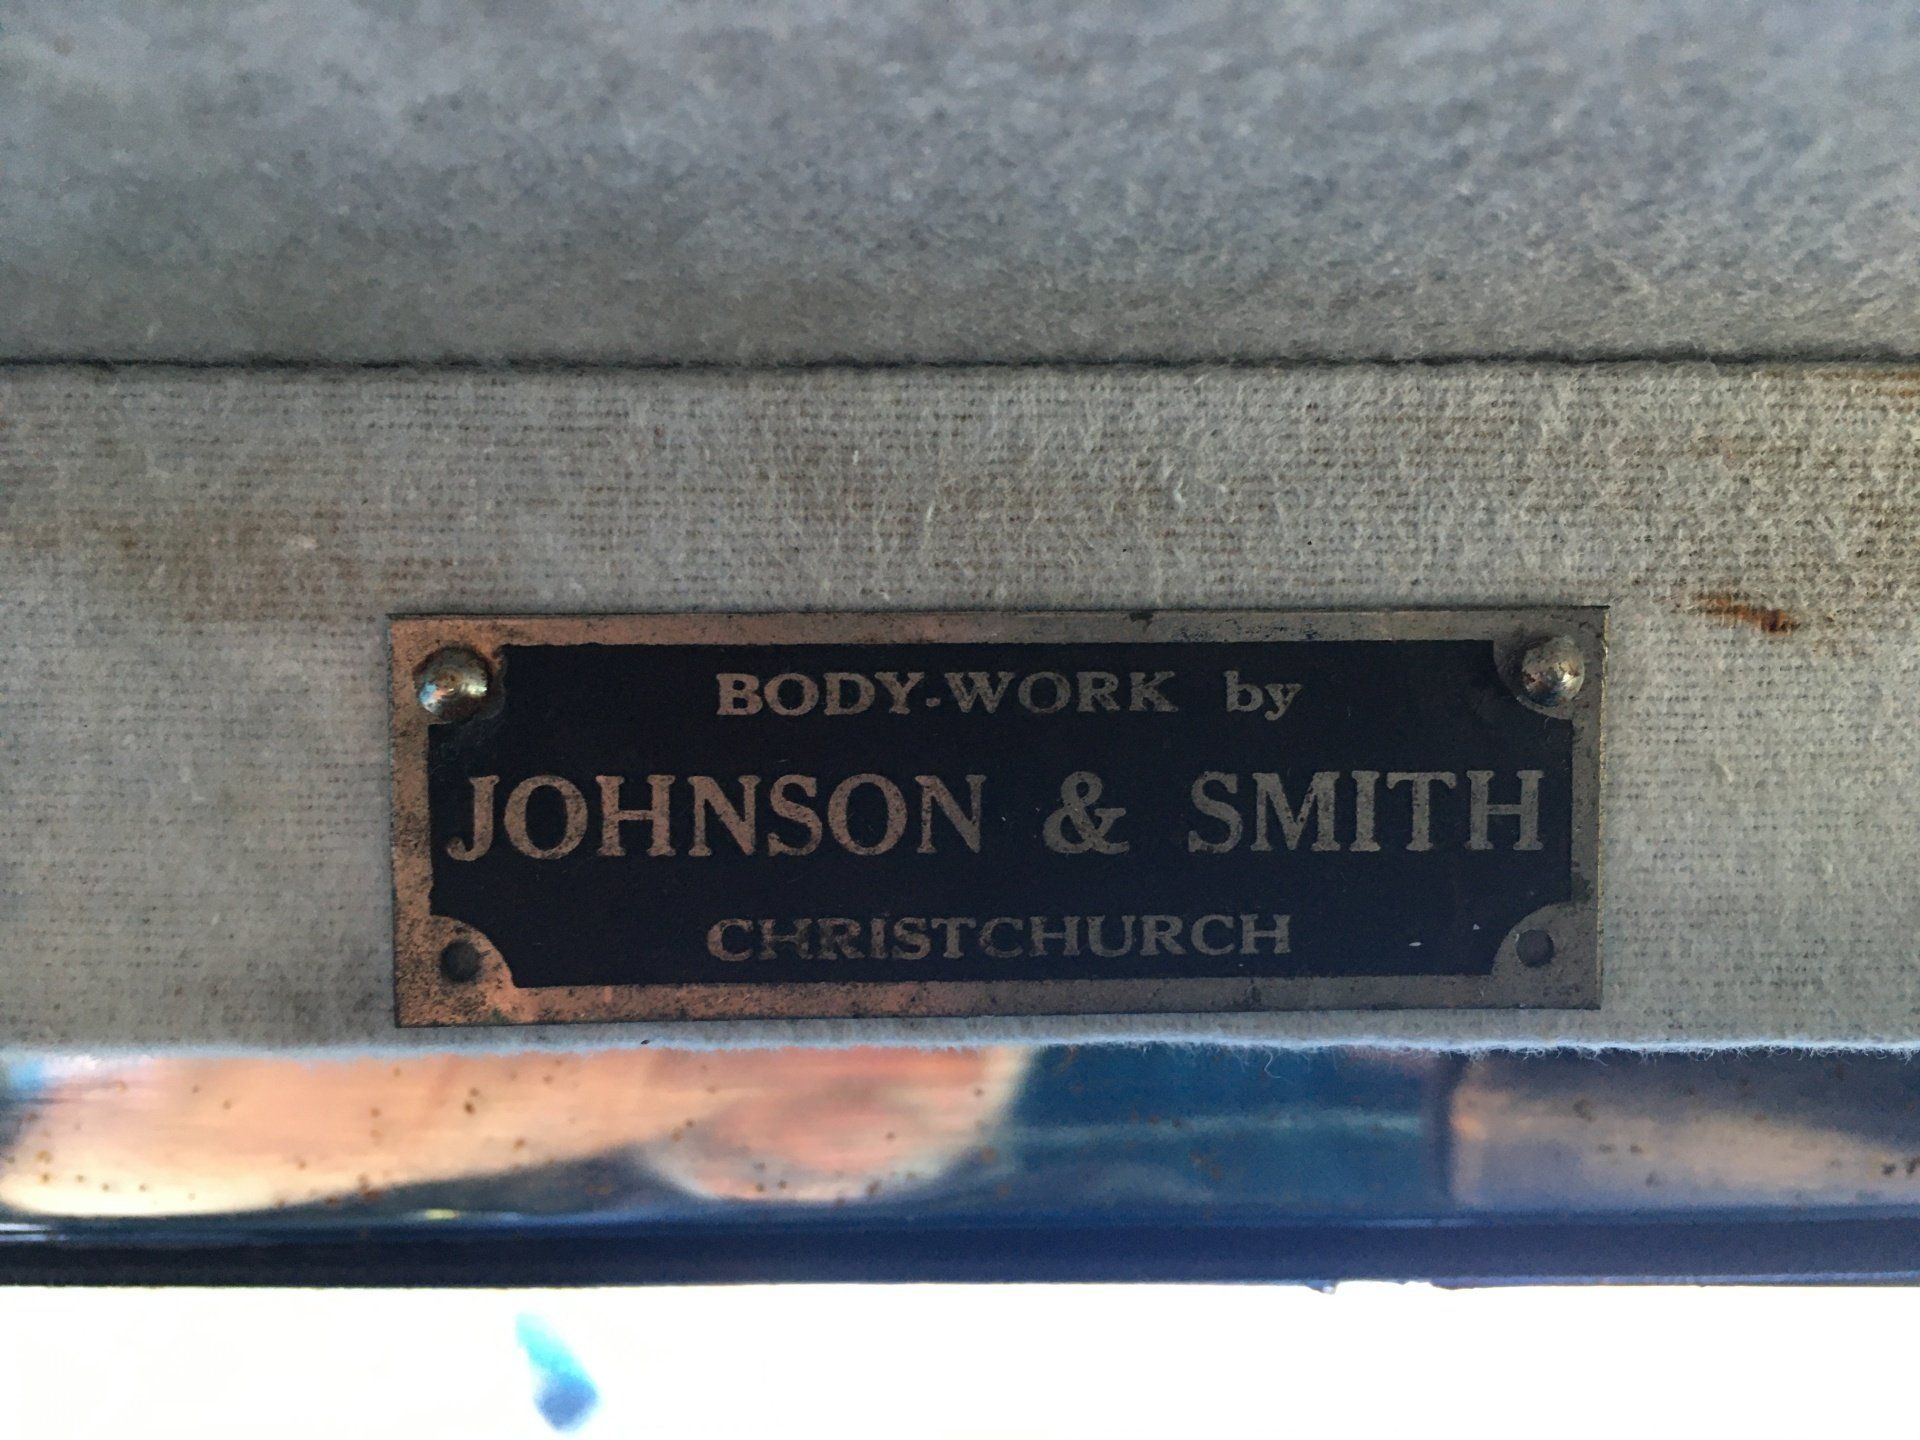 BODY-WORK by
JOHNSON & SMITH
CHRISTCHURCH